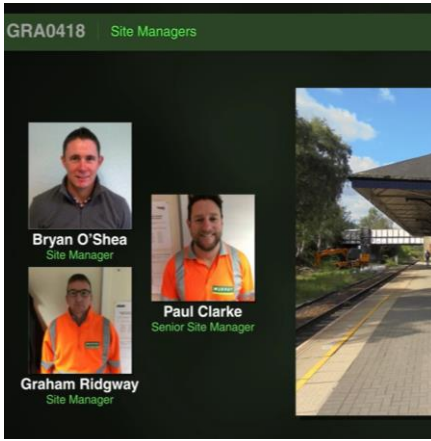 GRA0418
Site Managers
Bryan O'Shea
Site Manager
Paul Clarke
Senior Site Manager
Graham Ridgway
Site Manager